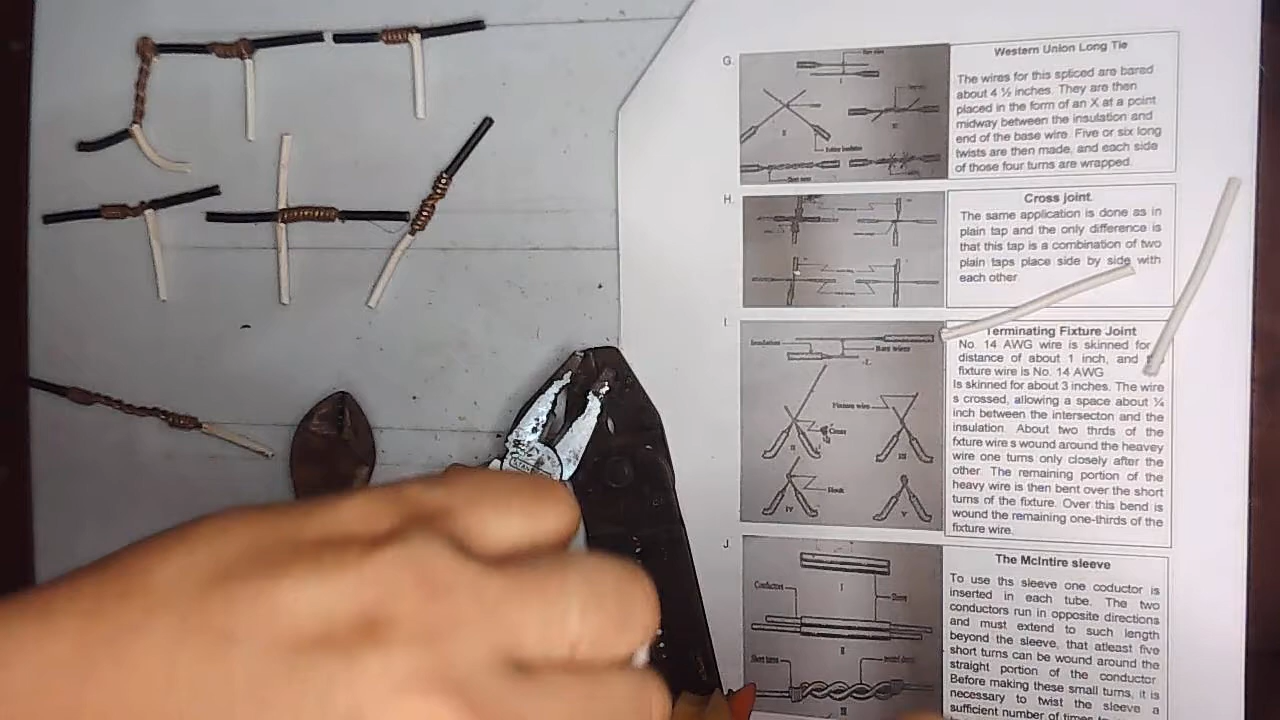 G.
Western Union Long Tie
The wires for this spliced are bared
about 4 ½ inches. They are then
placed in the form of an X at a point
midway between the insulation and
end of the base wire. Five or six long
twists are then made, and each side
of those four turns are wrapped.
H.
Cross joint.
The same application is done as in
plain tap and the only difference is
that this tap is a combination of two
plain taps place side by side with
each other.
I.
Insulation
Bare wires
Fixture wire
Cross
II
III
Hook
IV
V
Terminating Fixture Joint
No. 14 AWG wire is skinned for
distance of about 1 inch, and
fixture wire is No. 14 AWG
Is skinned for about 3 inches. The wire
s crossed, allowing a space about ¼
inch between the intersecton and the
insulation. About two thrds of the
fxture wire s wound around the heavey
wire one turns only closely after the
other. The remaining portion of the
heavy wire is then bent over the short
turns of the fixture. Over this bend is
wound the remaining one-thirds of the
fixture wire.
J.
I
Conductors
Sleeve
II
Short turns
III
The McIntire sleeve
To use ths sleeve one coductor is
inserted in each tube. The two
conductors run in opposite directions
and must extend to such length
beyond the sleeve, that atleast five
short turns can be wound around the
straight portion of the conductor.
Before making these small turns, it is
necessary to twist the sleeve a
sufficient number of times